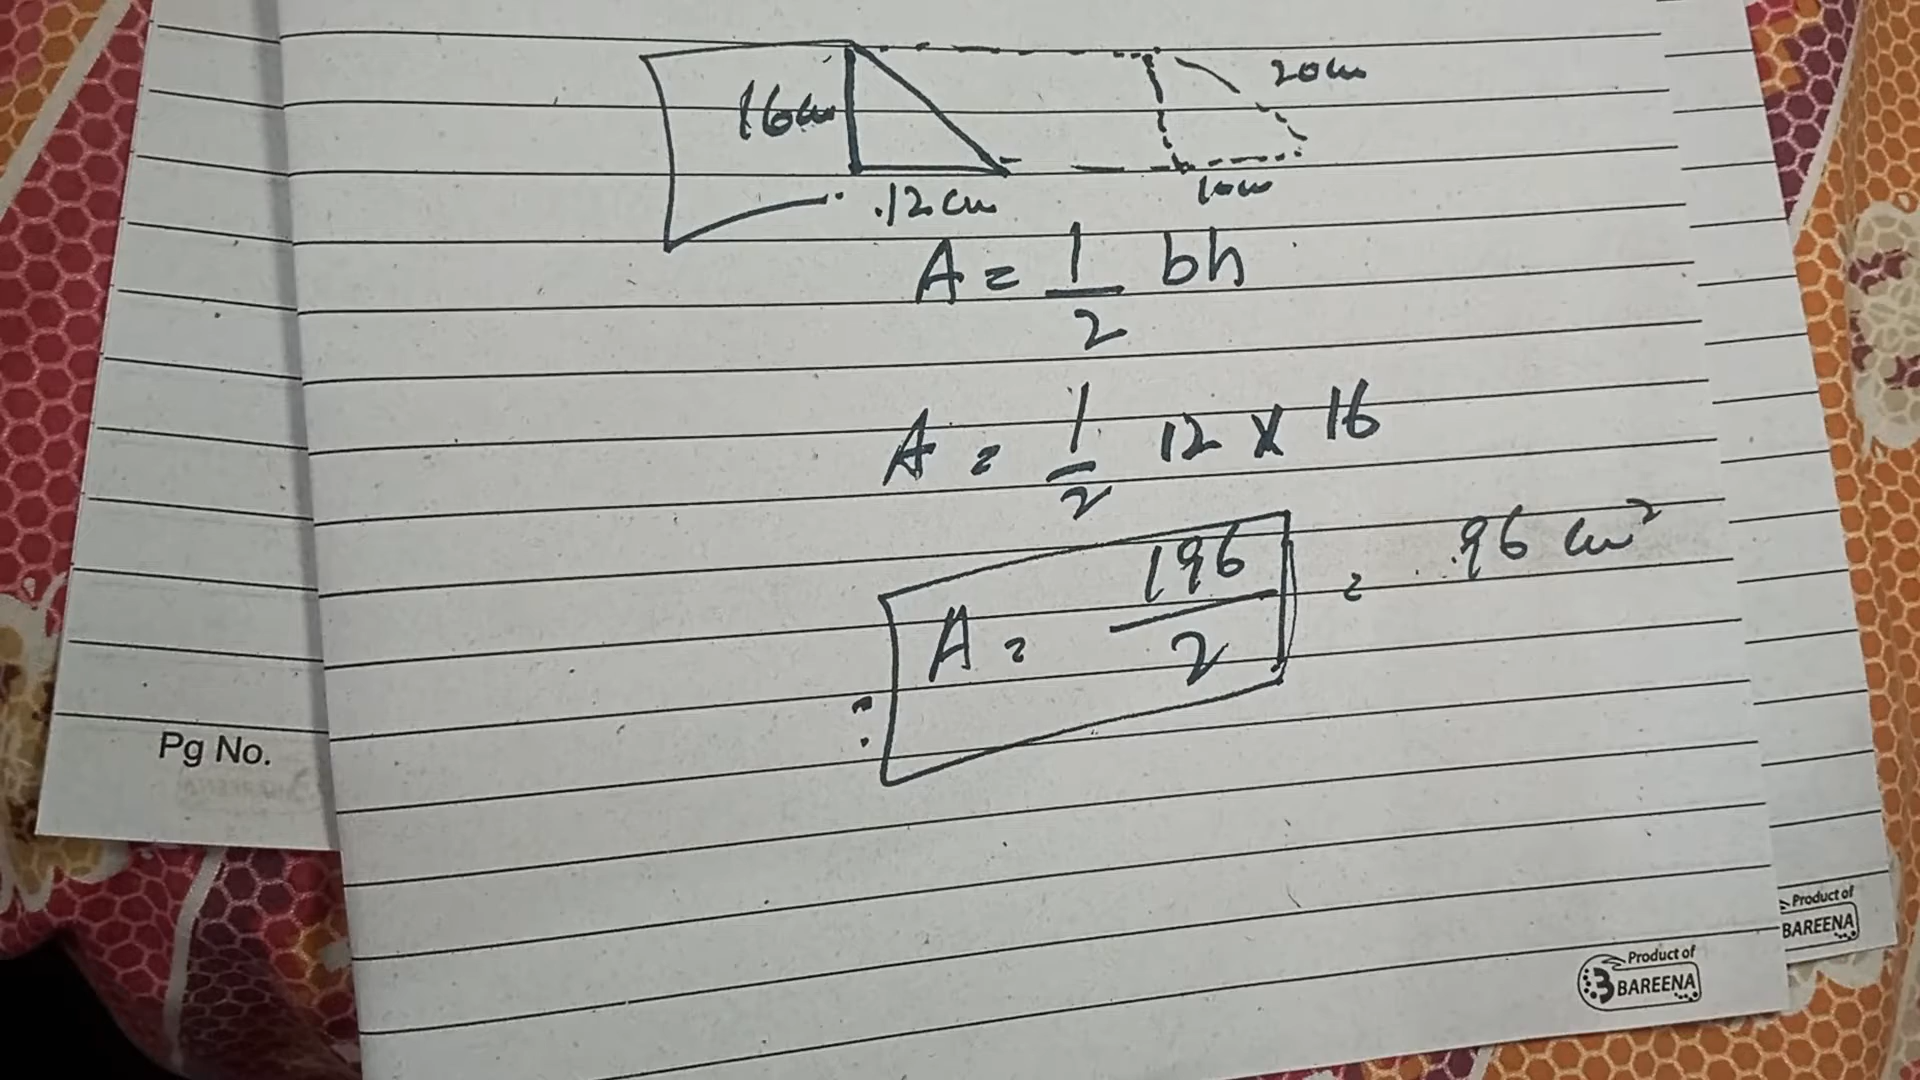 16cm
20cm
.12cm
10cm
A = 1/2 bh
A = 1/2 12 x 16
A = 196/2 = .96 cm²
Pg No.
Product of
BAREENA
Product of
BAREENA